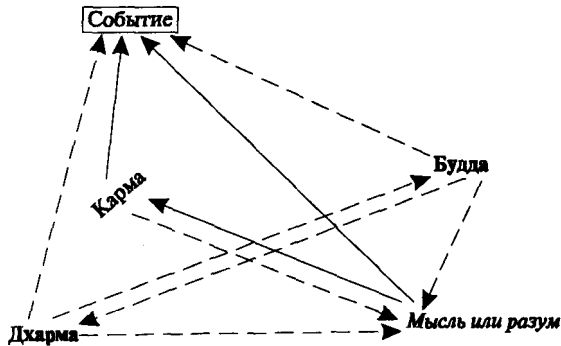 Событие
Будда
Карма
Мысль или разум
Дхарма